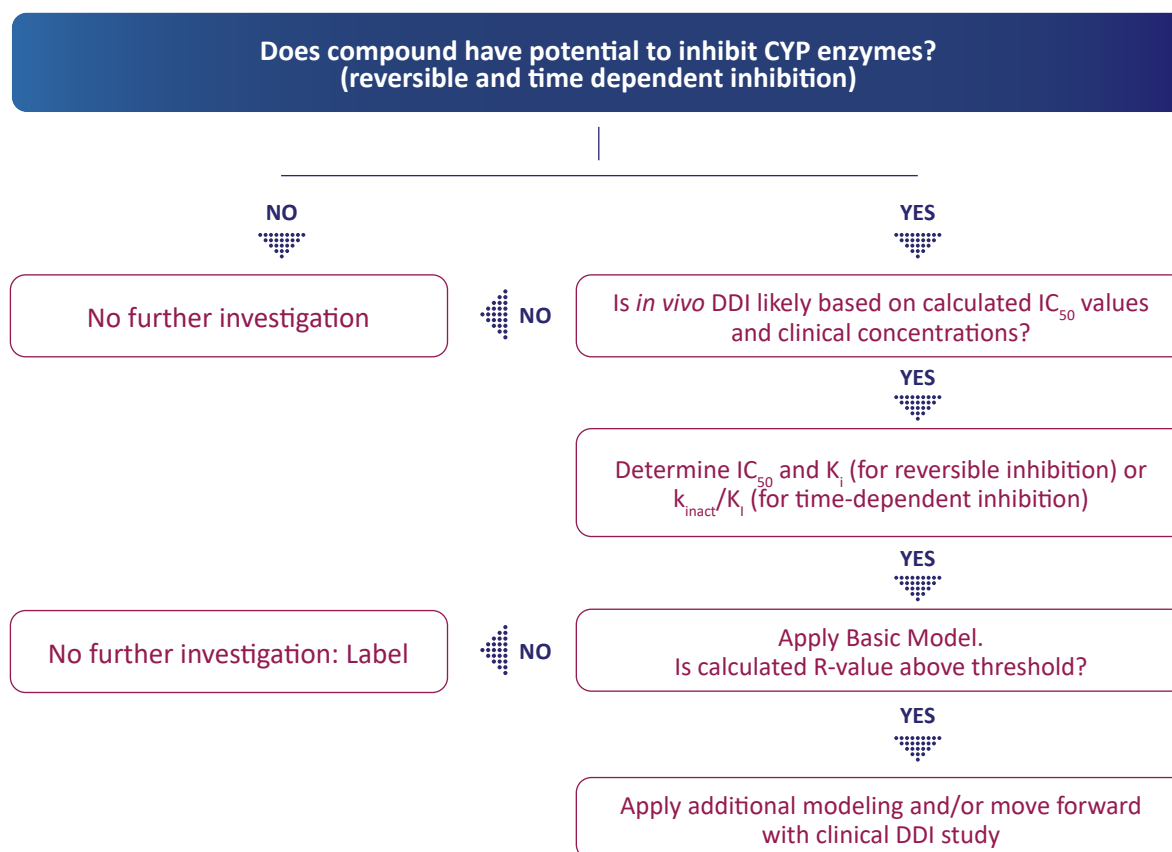 Does compound have potential to inhibit CYP enzymes?
(reversible and time dependent inhibition)
NO
YES
No further investigation
NO
Is in vivo DDI likely based on calculated IC50 values
and clinical concentrations?
YES
Determine IC50 and Ki (for reversible inhibition) or
kinact/KI (for time-dependent inhibition)
YES
No further investigation: Label
NO
Apply Basic Model.
Is calculated R-value above threshold?
YES
Apply additional modeling and/or move forward
with clinical DDI study